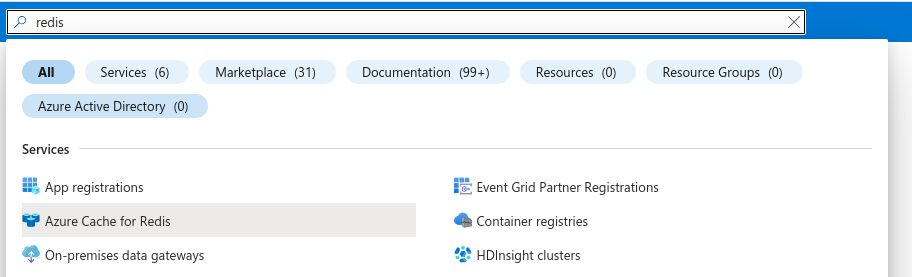 redis
All Services (6) Marketplace (31) Documentation (99+) Resources (0) Resource Groups (0)
Azure Active Directory (0)
Services
App registrations Event Grid Partner Registrations
Azure Cache for Redis Container registries
On-premises data gateways HDInsight clusters